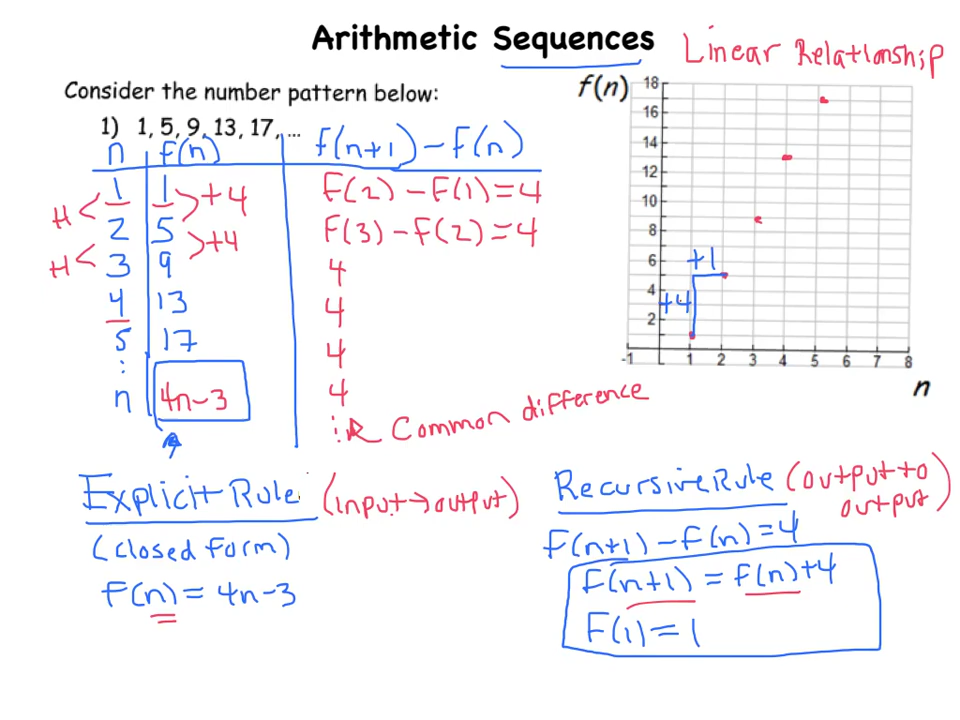 Arithmetic Sequences
Linear Relationship
Consider the number pattern below:
1) 1, 5, 9, 13, 17, ...
n f(n) f(n+1) - f(n)
1 1 F(2) - F(1) = 4
+4
2 5 F(3) - F(2) = 4
+4
3 9 4
4 13 4
5 17 4
⋮
n 4n-3 4
⋮ Common difference
+1
+1
f(n)
18
16
14
12
10
8
6
4
2
+1
+4
-1 1 2 3 4 5 6 7 8
n
Explicit Rule (input→output)
(closed form)
F(n) = 4n-3
Recursive Rule (output to output)
F(n+1) - F(n) = 4
F(n+1) = F(n) + 4
F(1) = 1